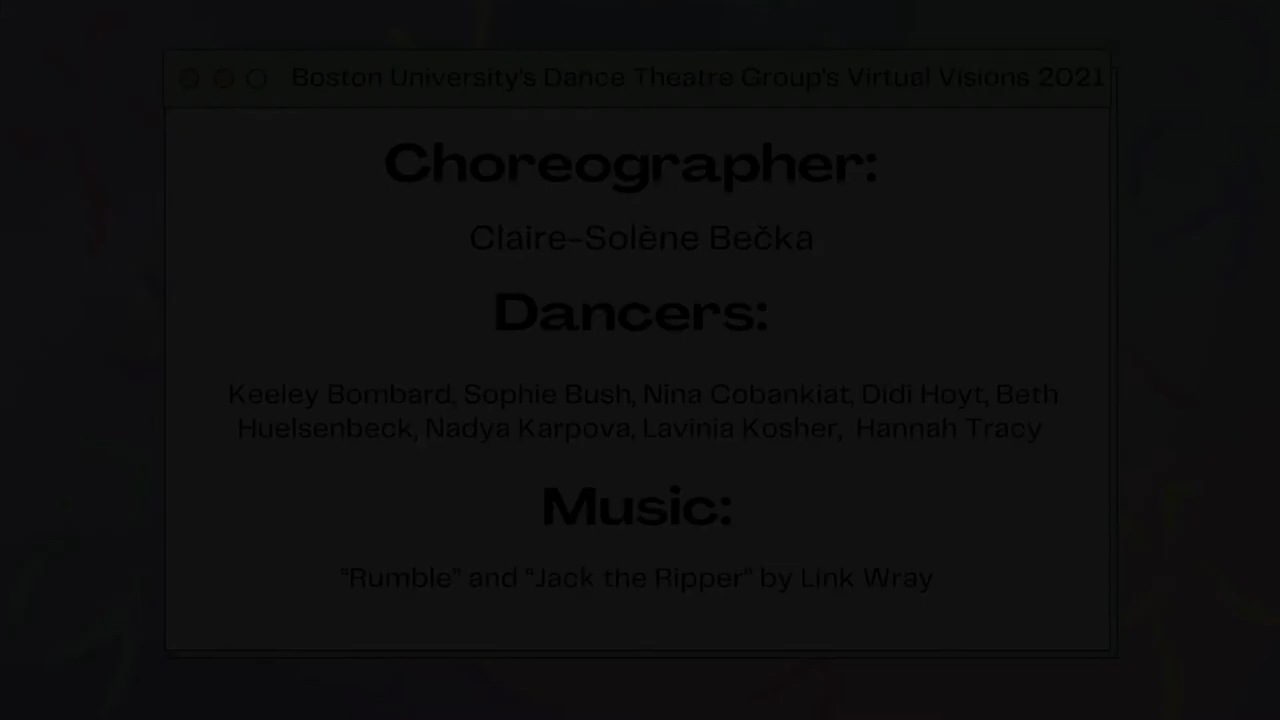 Boston University's Dance Theatre Group's Virtual Visions 2021
Choreographer:
Claire-Solène Bečka
Dancers:
Keeley Bombard, Sophie Bush, Nina Cobankiat, Didi Hoyt, Beth
Huelsenbeck, Nadya Karpova, Lavinia Kosher, Hannah Tracy
Music:
"Rumble" and "Jack the Ripper" by Link Wray